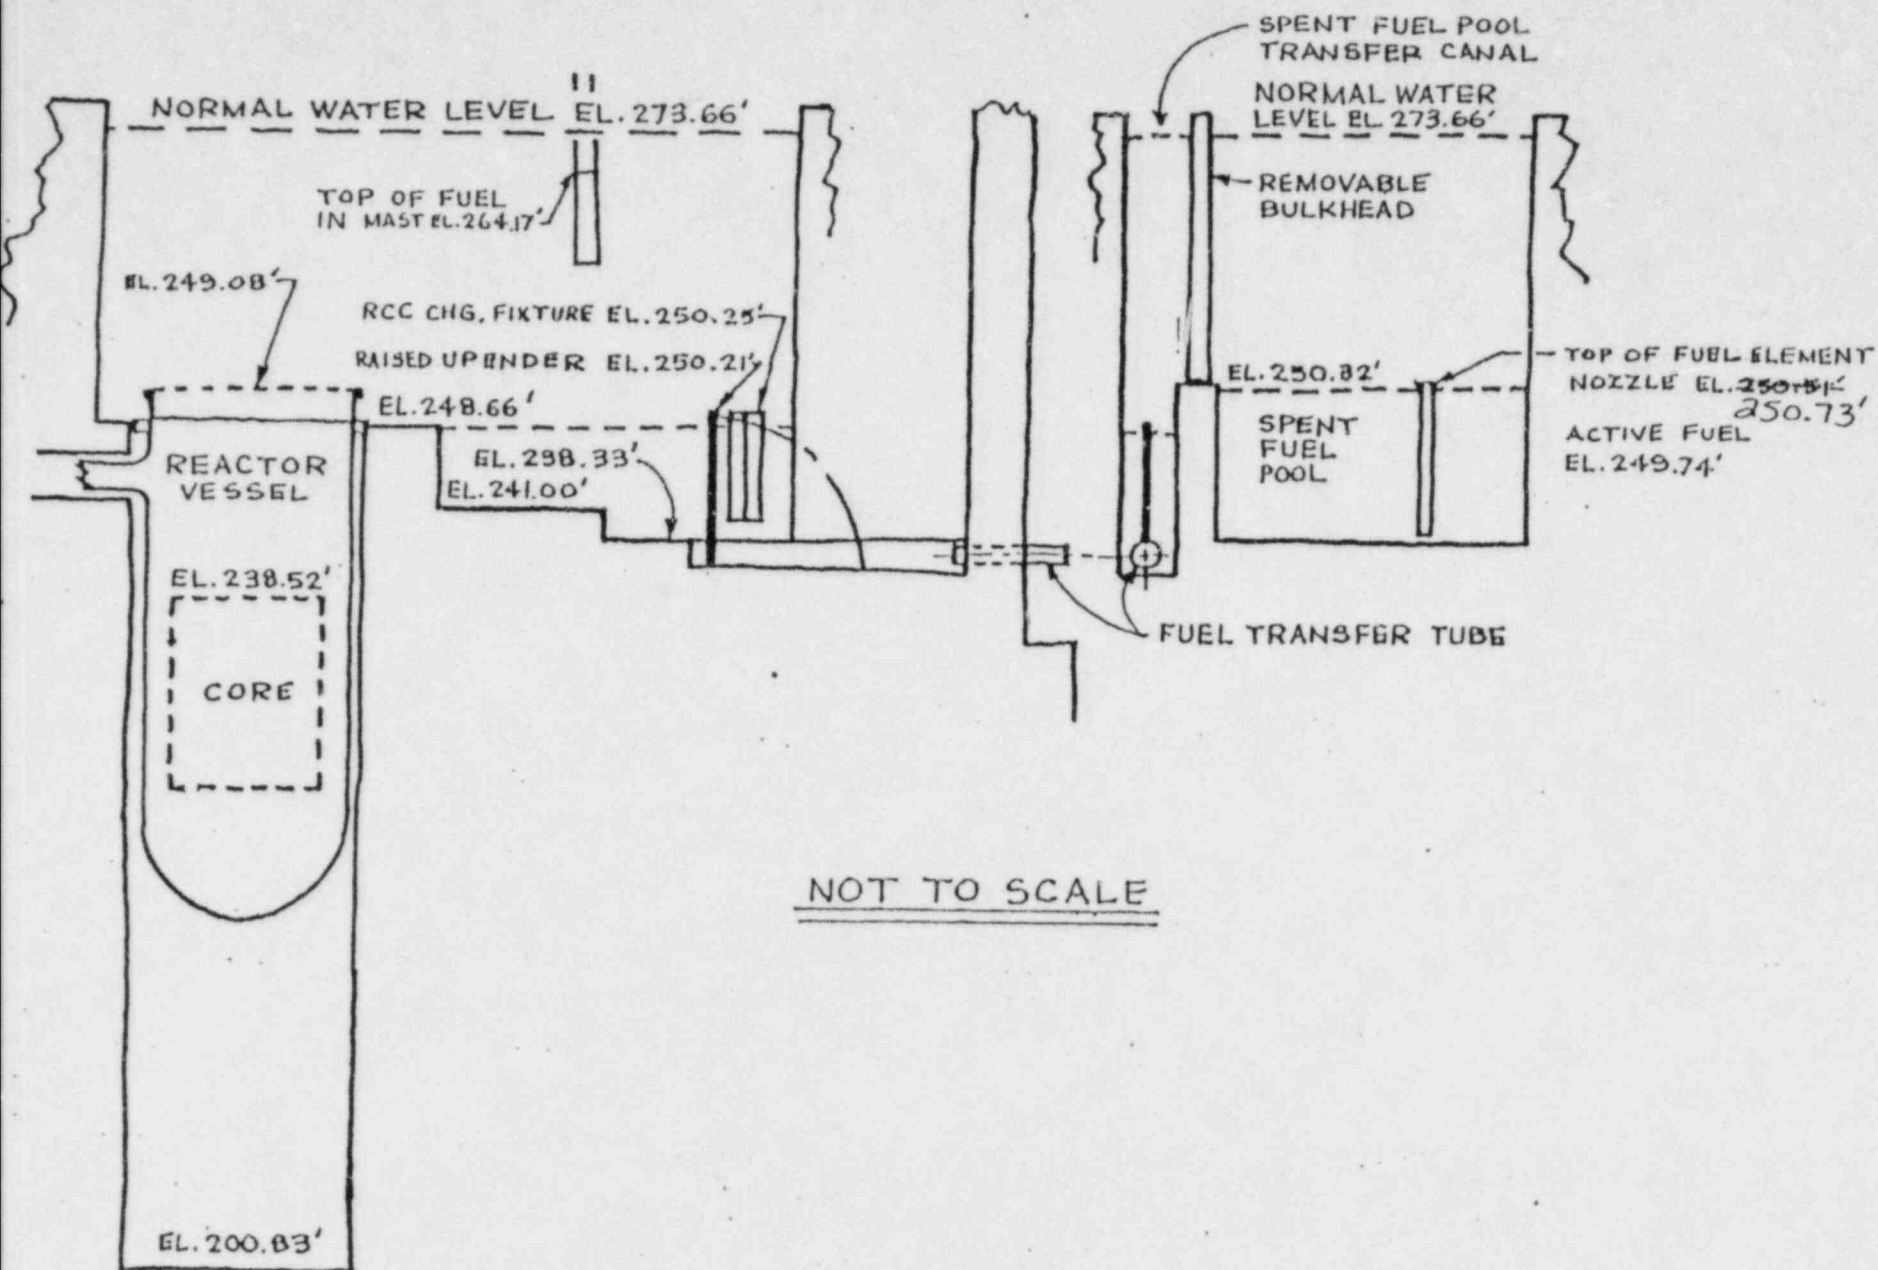 SPENT FUEL POOL
TRANSFER CANAL
NORMAL WATER LEVEL EL. 273.66'
NORMAL WATER
LEVEL EL 273.66'
TOP OF FUEL
IN MAST EL. 264.17'
REMOVABLE
BULKHEAD
EL. 249.08'
RCC CHG. FIXTURE EL. 250.25'
RAISED UPENDER EL. 250.21'
EL. 248.66'
EL. 238.33'
EL. 241.00'
REACTOR
VESSEL
EL. 250.82'
TOP OF FUEL ELEMENT
NOZZLE EL. 250.51'
250.73'
ACTIVE FUEL
EL. 249.74'
SPENT
FUEL
POOL
EL. 238.52'
CORE
FUEL TRANSFER TUBE
NOT TO SCALE
EL. 200.83'